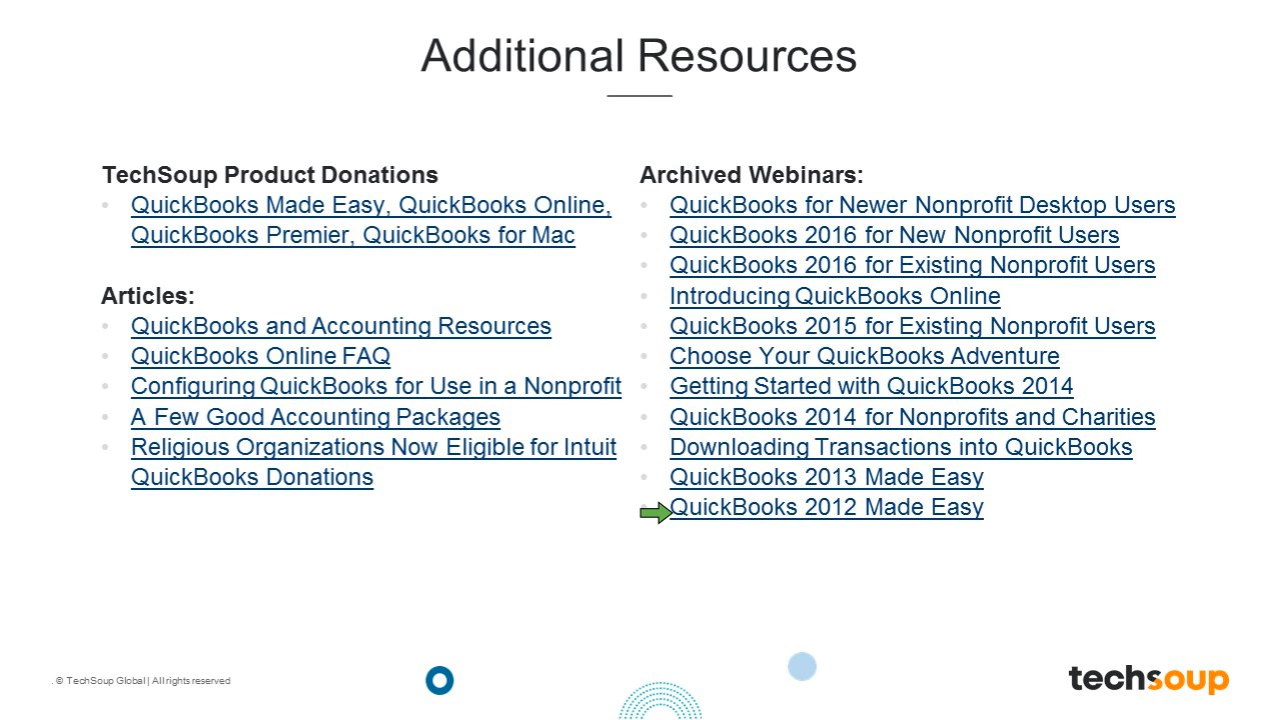 Additional Resources
TechSoup Product Donations
• QuickBooks Made Easy, QuickBooks Online,
QuickBooks Premier, QuickBooks for Mac
Articles:
• QuickBooks and Accounting Resources
• QuickBooks Online FAQ
• Configuring QuickBooks for Use in a Nonprofit
• A Few Good Accounting Packages
• Religious Organizations Now Eligible for Intuit
QuickBooks Donations
Archived Webinars:
• QuickBooks for Newer Nonprofit Desktop Users
• QuickBooks 2016 for New Nonprofit Users
• QuickBooks 2016 for Existing Nonprofit Users
• Introducing QuickBooks Online
• QuickBooks 2015 for Existing Nonprofit Users
• Choose Your QuickBooks Adventure
• Getting Started with QuickBooks 2014
• QuickBooks 2014 for Nonprofits and Charities
• Downloading Transactions into QuickBooks
• QuickBooks 2013 Made Easy
• QuickBooks 2012 Made Easy
. © TechSoup Global | All rights reserved
techsoup